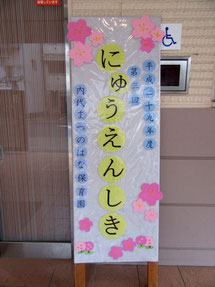 平成二十九年度
第三回
にゅうえんしき
内代まつのはな保育園